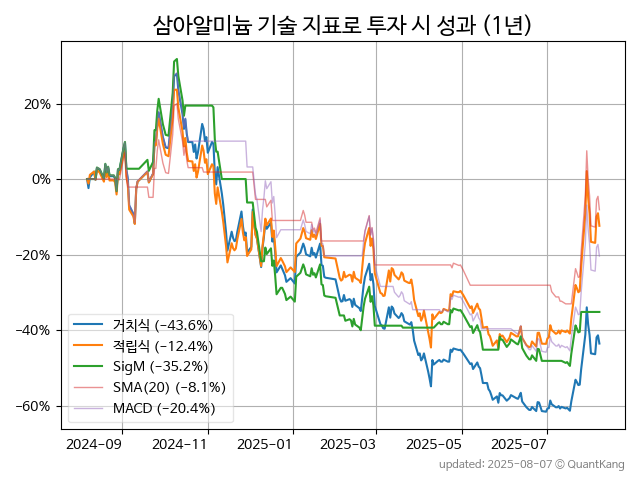 삼아알미늄 기술 지표로 투자 시 성과 (1년)
20%
0%
−20%
−40%
−60%
거치식 (−43.6%)
적립식 (−12.4%)
SigM (−35.2%)
SMA(20) (−8.1%)
MACD (−20.4%)
2024-09
2024-11
2025-01
2025-03
2025-05
2025-07
updated: 2025-08-07 © QuantKang